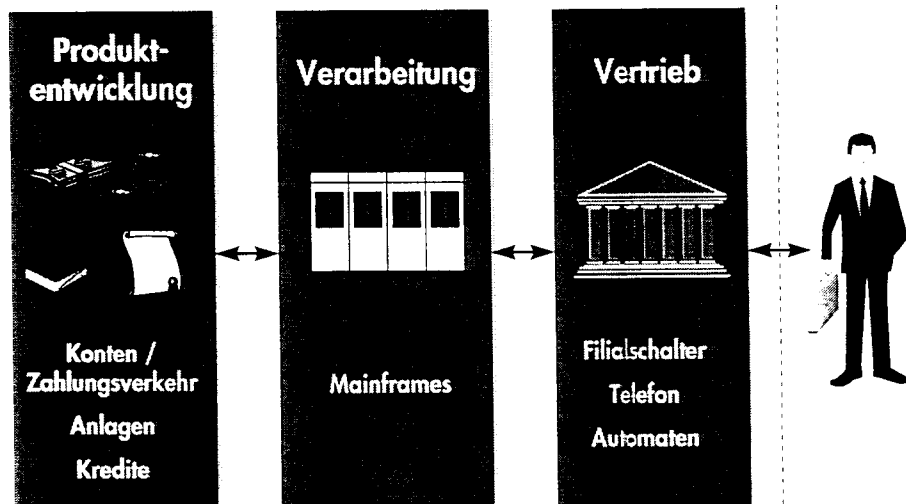 Produkt-
entwicklung
Konten /
Zahlungsverkehr
Anlagen
Kredite
Verarbeitung
Mainframes
Vertrieb
Filialschalter
Telefon
Automaten